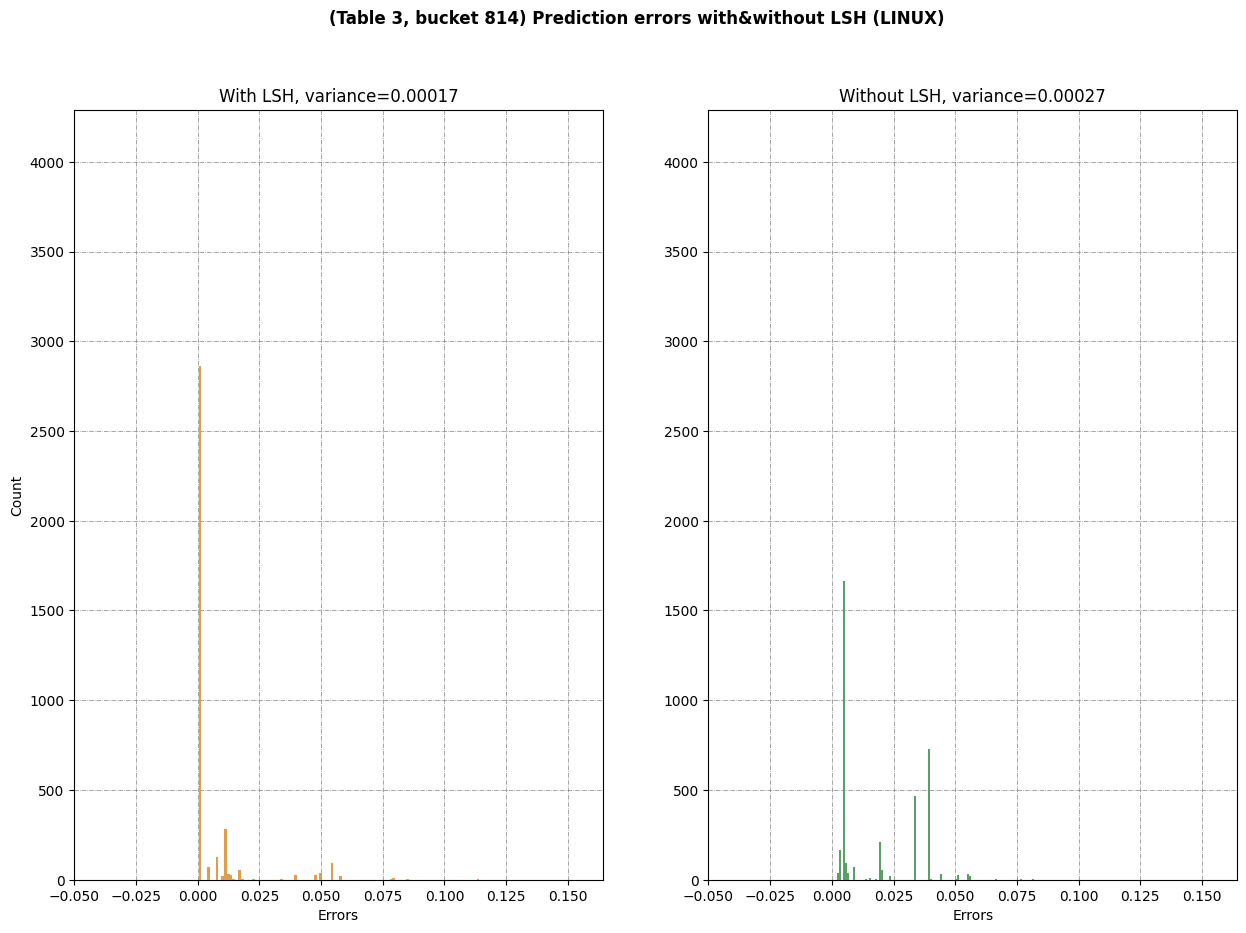 (Table 3, bucket 814) Prediction errors with&without LSH (LINUX)
With LSH, variance=0.00017
4000
3500
3000
2500
2000
1500
1000
500
0
Count
−0.050 −0.025 0.000 0.025 0.050 0.075 0.100 0.125 0.150
Errors
Without LSH, variance=0.00027
4000
3500
3000
2500
2000
1500
1000
500
0
−0.050 −0.025 0.000 0.025 0.050 0.075 0.100 0.125 0.150
Errors